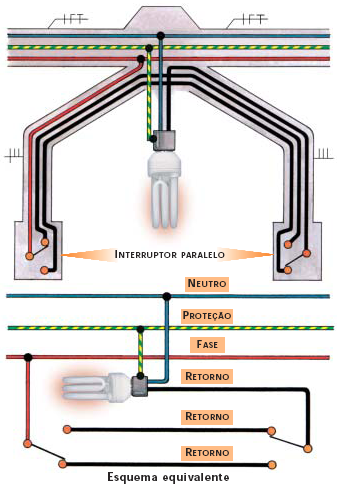 INTERRUPTOR PARALELO
NEUTRO
PROTEÇÃO
FASE
RETORNO
RETORNO
RETORNO
Esquema equivalente